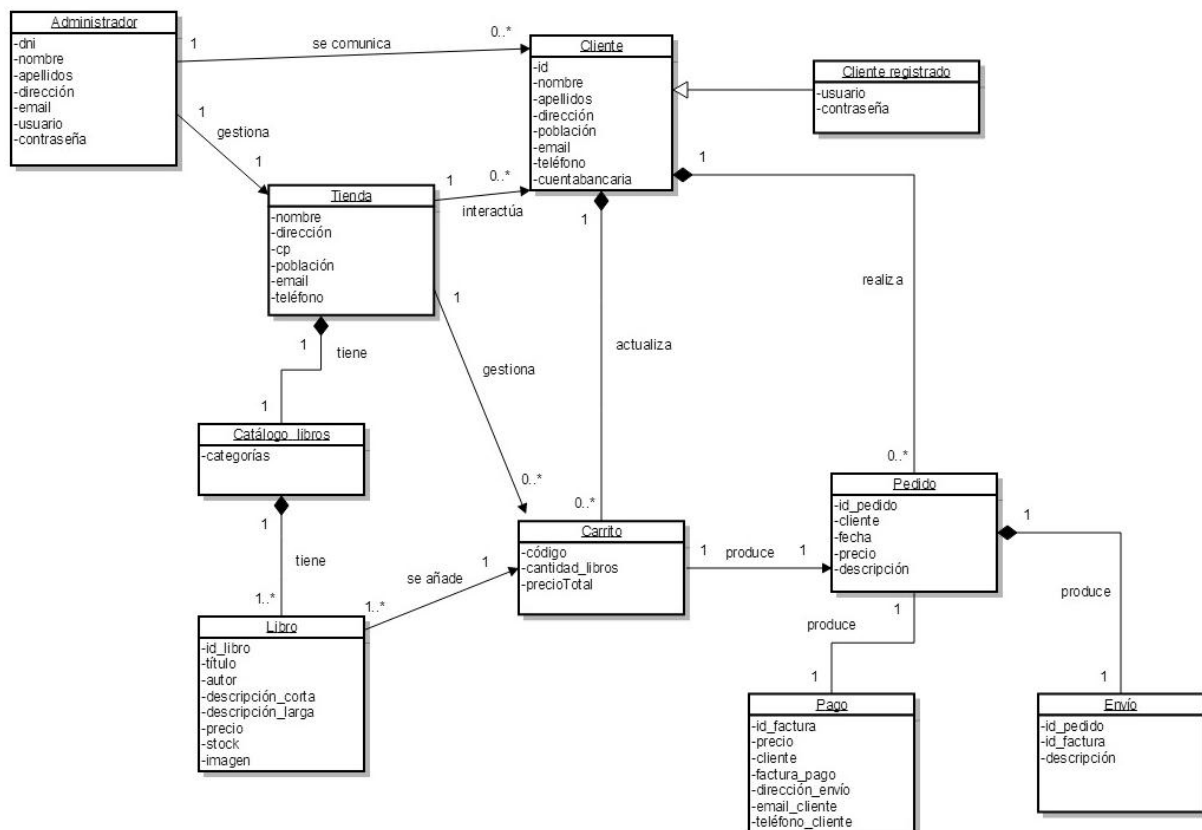 Administrador
-dni
-nombre
-apellidos
-dirección
-email
-usuario
-contraseña
1
se comunica
0..*
Cliente
-id
-nombre
-apellidos
-dirección
-población
-email
-teléfono
-cuentabancaria
Cliente registrado
-usuario
-contraseña
1
gestiona
1
Tienda
-nombre
-dirección
-cp
-población
-email
-teléfono
1
0..*
interactúa
1
1
realiza
0..*
1
actualiza
0..*
1
gestiona
0..*
1
tiene
1
Catálogo_libros
-categorías
1
tiene
1..*
Libro
-id_libro
-título
-autor
-descripción_corta
-descripción_larga
-precio
-stock
-imagen
1..*
se añade
1
Carrito
-código
-cantidad_libros
-precioTotal
1
produce
1
Pedido
-id_pedido
-cliente
-fecha
-precio
-descripción
1
produce
1
1
produce
1
Pago
-id_factura
-precio
-cliente
-factura_pago
-dirección_envío
-email_cliente
-teléfono_cliente
Envío
-id_pedido
-id_factura
-descripción